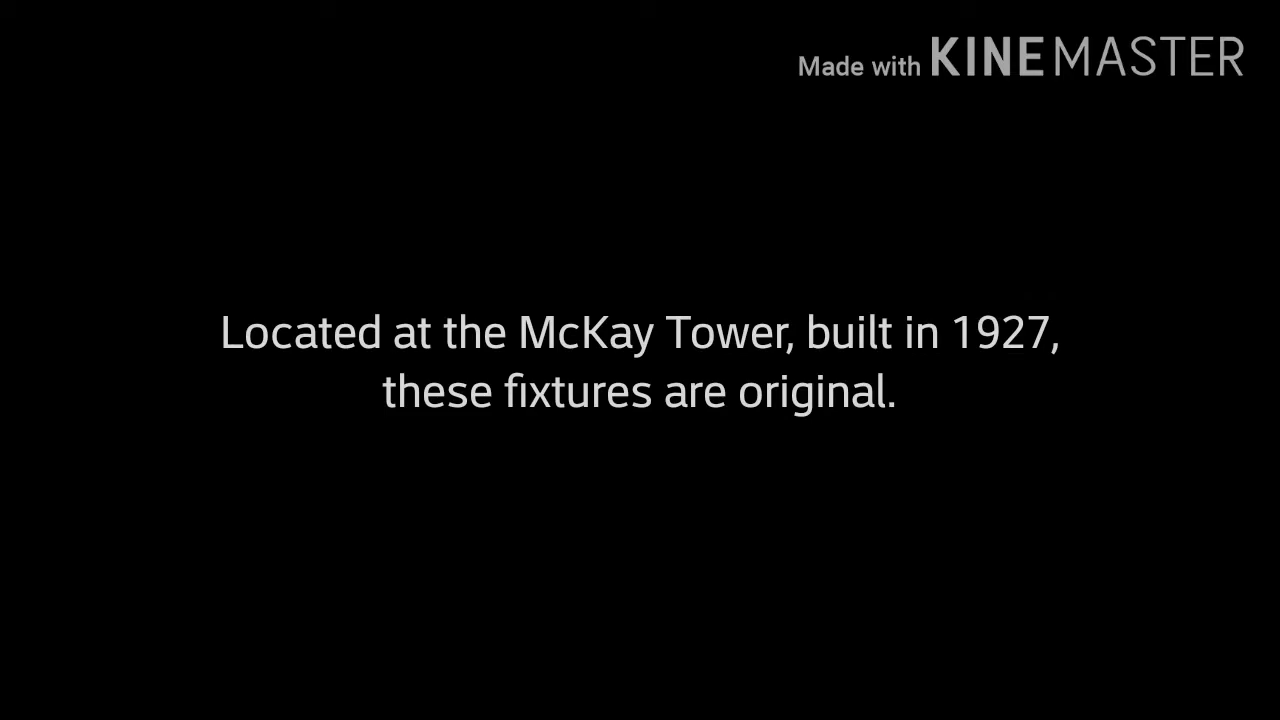 Made with KINEMASTER
Located at the McKay Tower, built in 1927,
these fixtures are original.